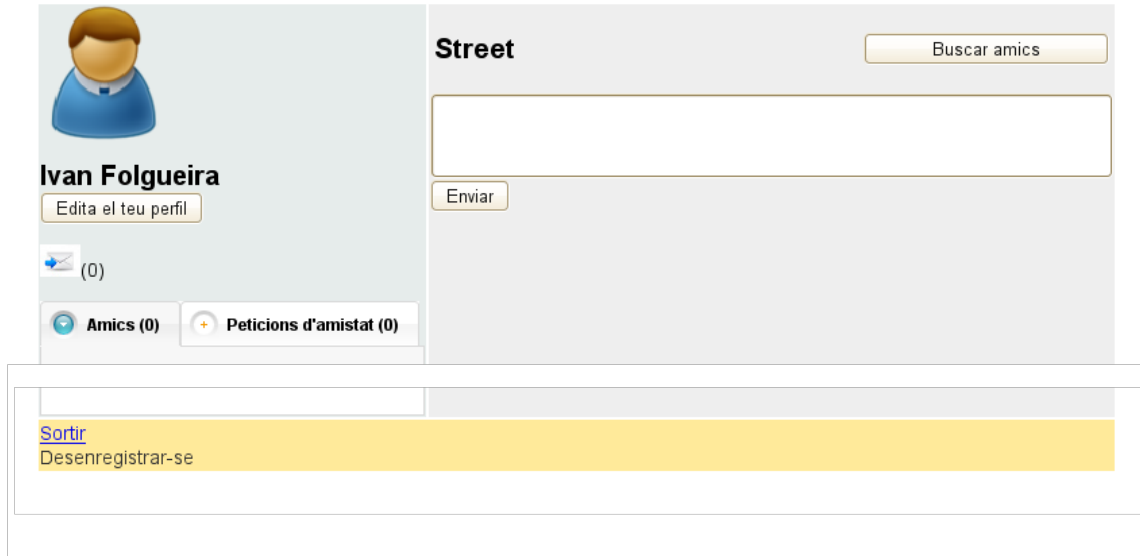 Ivan Folgueira
Edita el teu perfil
(0)
Amics (0)
Peticions d'amistat (0)
Street
Buscar amics
Enviar
Sortir
Desenregistrar-se